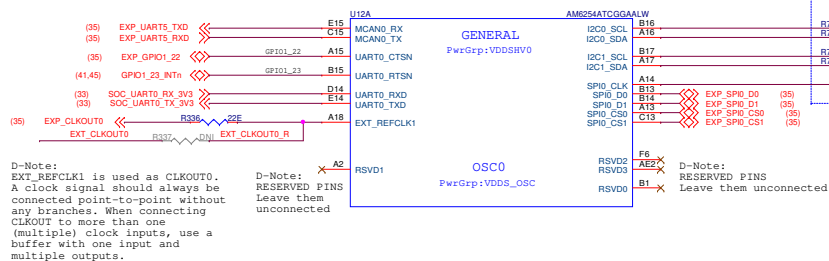 U12A
AM6254ATCGGAALW
GENERAL
PwrGrp:VDDSHV0
(35) EXP_UART5_TXD E15 MCAN0_RX
(35) EXP_UART5_RXD C15 MCAN0_TX
(35) EXP_GPIO1_22 GPIO1_22 A15 UART0_CTSN
(41,45) GPIO1_23_INTn GPIO1_23 B15 UART0_RTSN
(33) SOC_UART0_RX_3V3 D14 UART0_RXD
(33) SOC_UART0_TX_3V3 E14 UART0_TXD
(35) EXP_CLKOUT0 R336 22E A18 EXT_REFCLK1
EXT_CLKOUT0 R337 DNI EXT_CLKOUT0_R
A2 RSVD1
I2C0_SCL B16
I2C0_SDA A16
I2C1_SCL B17
I2C1_SDA A17
SPI0_CLK A14
SPI0_D0 B13 EXP_SPI0_D0 (35)
SPI0_D1 B14 EXP_SPI0_D1 (35)
SPI0_CS0 A13 EXP_SPI0_CS0 (35)
SPI0_CS1 C13 EXP_SPI0_CS1 (35)
OSC0
PwrGrp:VDDS_OSC
RSVD2 F6
RSVD3 AE2
RSVD0 B1
D-Note:
EXT_REFCLK1 is used as CLKOUT0.
A clock signal should always be
connected point-to-point without
any branches. When connecting
CLKOUT to more than one
(multiple) clock inputs, use a
buffer with one input and
multiple outputs.
D-Note:
RESERVED PINS
Leave them
unconnected
D-Note:
RESERVED PINS
Leave them unconnected